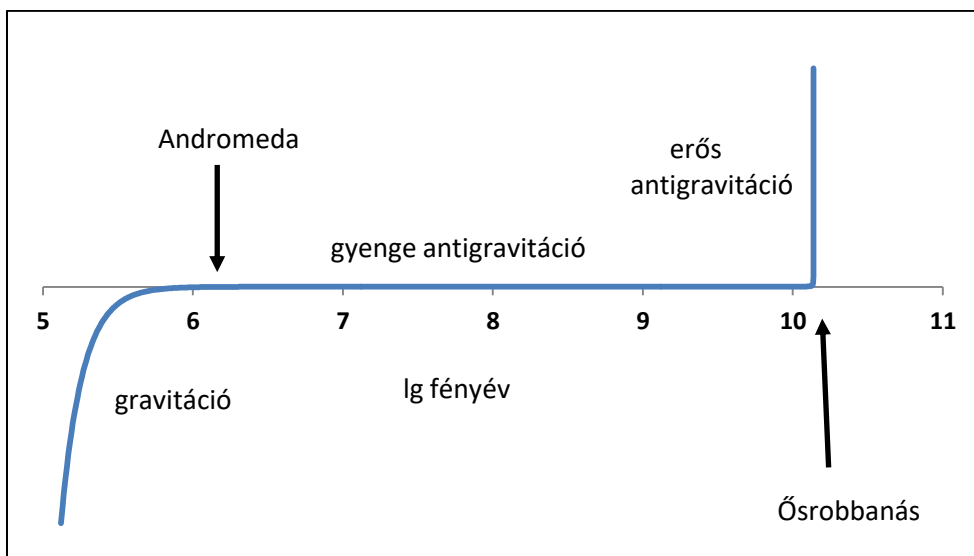 Andromeda
erős
antigravitáció
gyenge antigravitáció
5 6 7 8 9 10 11
gravitáció
lg fényév
Ősrobbanás